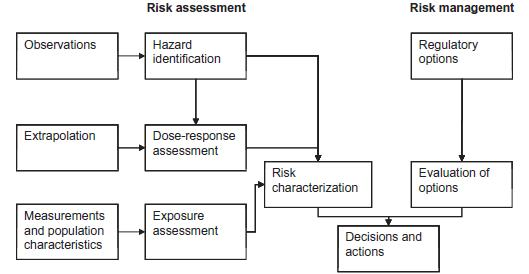 Risk assessment
Risk management
Observations
Hazard
identification
Regulatory
options
Extrapolation
Dose-response
assessment
Risk
characterization
Evaluation of
options
Measurements
and population
characteristics
Exposure
assessment
Decisions and
actions